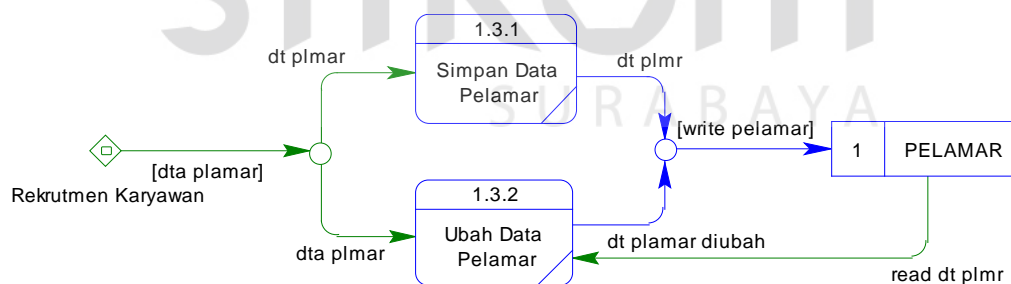 1.3.1
dt plmar
Simpan Data
Pelamar
dt plmr
SURABAYA
[write pelamar]
1
PELAMAR
[dta plamar]
Rekrutmen Karyawan
1.3.2
dta plmar
Ubah Data
Pelamar
dt plamar diubah
read dt plmr